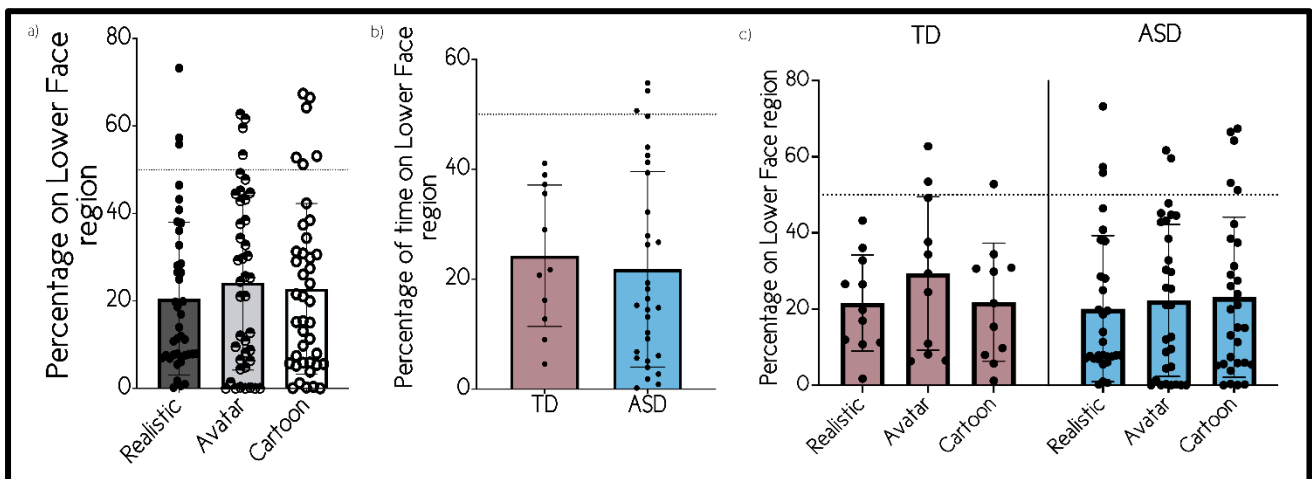 a)
Percentage on Lower Face
region
80
60
40
20
0
Realistic
Avatar
Cartoon
b)
Percentage of time on Lower Face
region
60
40
20
0
TD
ASD
c)
TD
ASD
Percentage on Lower Face region
80
60
40
20
0
Realistic
Avatar
Cartoon
Realistic
Avatar
Cartoon